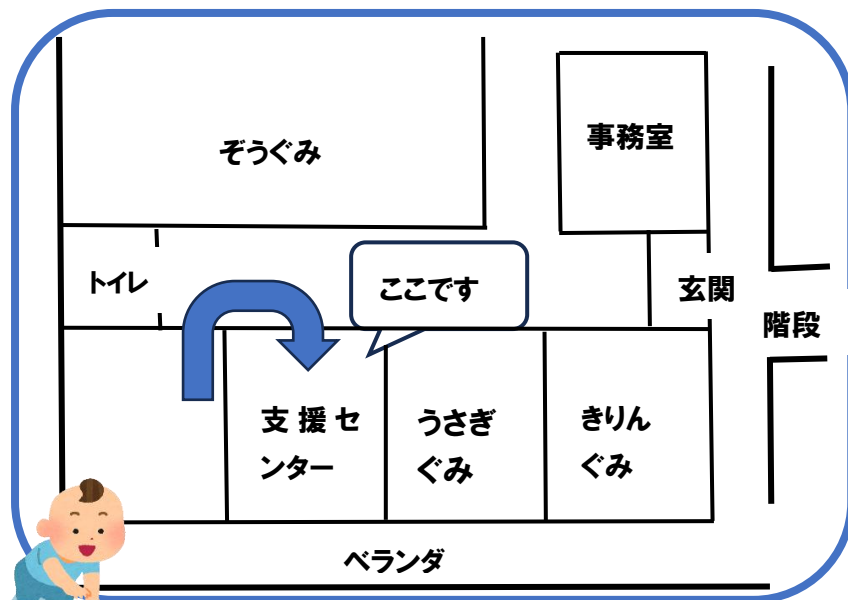 ぞうぐみ
事務室
トイレ
ここです
玄関
階段
支援セ
ンター
うさぎ
ぐみ
きりん
ぐみ
ベランダ